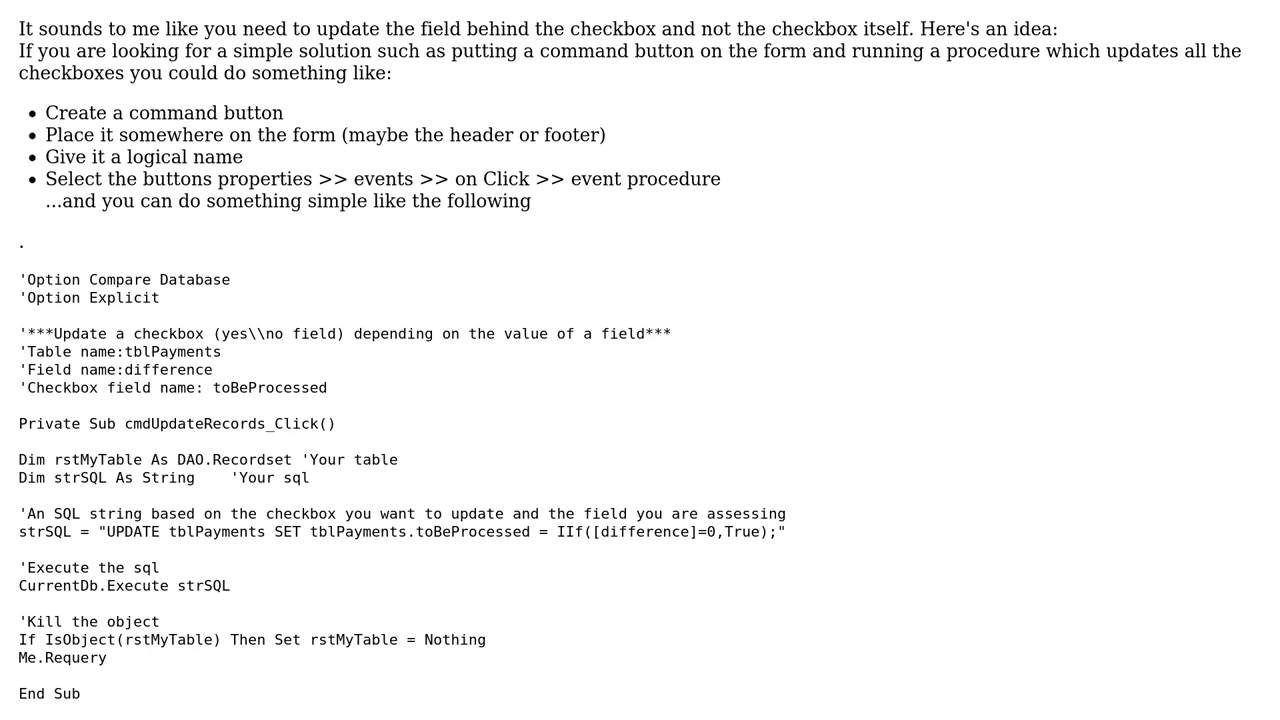 It sounds to me like you need to update the field behind the checkbox and not the checkbox itself. Here's an idea:
If you are looking for a simple solution such as putting a command button on the form and running a procedure which updates all the
checkboxes you could do something like:
• Create a command button
• Place it somewhere on the form (maybe the header or footer)
• Give it a logical name
• Select the buttons properties >> events >> on Click >> event procedure
...and you can do something simple like the following
.
'Option Compare Database
'Option Explicit
'***Update a checkbox (yes\\no field) depending on the value of a field***
'Table name:tblPayments
'Field name:difference
'Checkbox field name: toBeProcessed
Private Sub cmdUpdateRecords_Click()
Dim rstMyTable As DAO.Recordset 'Your table
Dim strSQL As String    'Your sql
'An SQL string based on the checkbox you want to update and the field you are assessing
strSQL = "UPDATE tblPayments SET tblPayments.toBeProcessed = IIf([difference]=0,True);"
'Execute the sql
CurrentDb.Execute strSQL
'Kill the object
If IsObject(rstMyTable) Then Set rstMyTable = Nothing
Me.Requery
End Sub